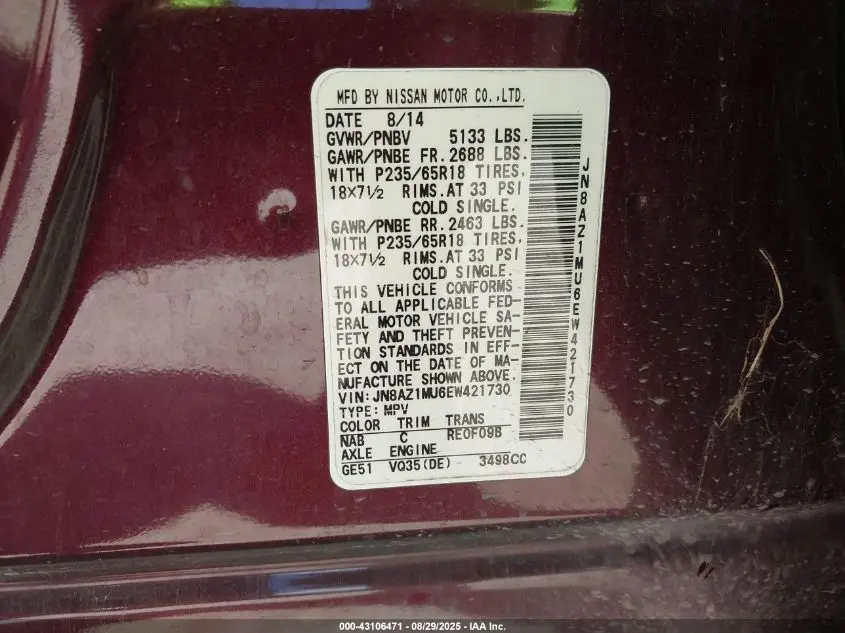 MFD BY NISSAN MOTOR CO.,LTD.
DATE 8/14
GVWR/PNBV 5133 LBS.
GAWR/PNBE FR. 2688 LBS.
WITH P235/65R18 TIRES,
18X7½ RIMS.AT 33 PSI
COLD SINGLE.
GAWR/PNBE RR. 2463 LBS.
WITH P235/65R18 TIRES,
18X7½ RIMS.AT 33 PSI
COLD SINGLE.
THIS VEHICLE CONFORMS
TO ALL APPLICABLE FED-
ERAL MOTOR VEHICLE SA-
FETY AND THEFT PREVEN-
TION STANDARDS IN EFF-
ECT ON THE DATE OF MA-
NUFACTURE SHOWN ABOVE.
VIN:JN8AZ1MU6EW421730
TYPE:MPV
COLOR TRIM TRANS
NAB C RE0F09B
AXLE ENGINE
GE51 VQ35(DE) 3498CC
JN8AZ1MU6EW421730
000-43106471 - 08/29/2025 - IAA Inc.